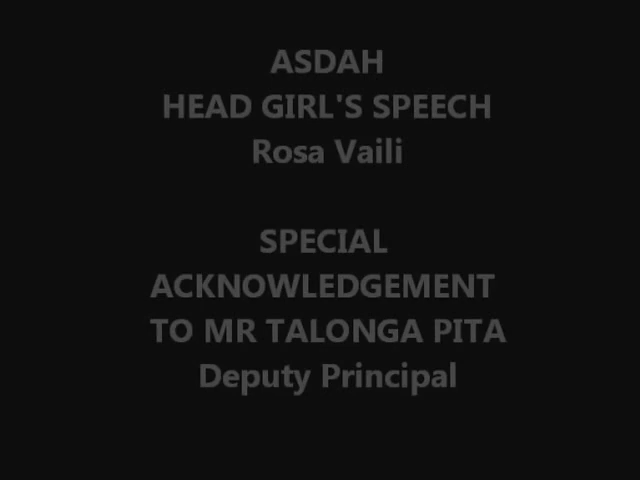 ASDAH
HEAD GIRL'S SPEECH
Rosa Vaili
SPECIAL
ACKNOWLEDGEMENT
TO MR TALONGA PITA
Deputy Principal